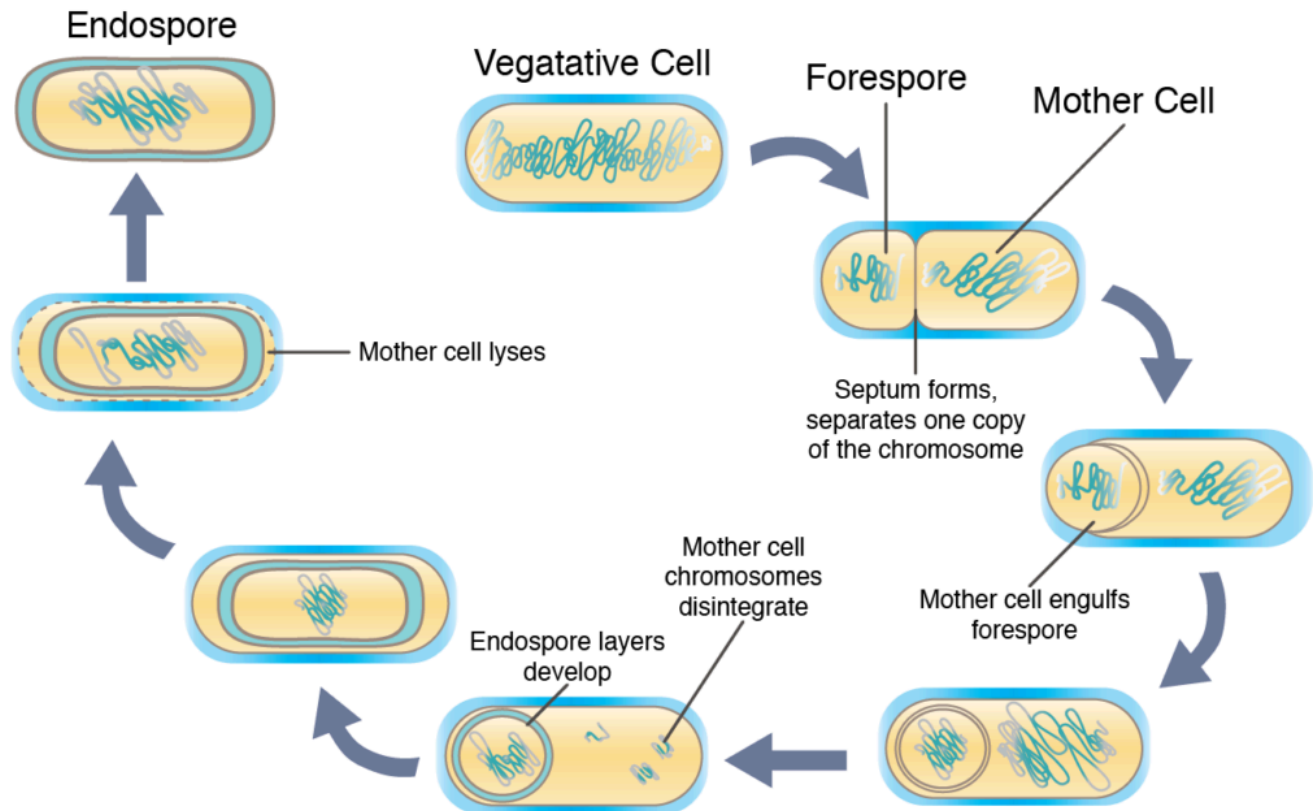 Endospore
Vegatative Cell
Forespore
Mother Cell
Septum forms,
separates one copy
of the chromosome
Mother cell engulfs
forespore
Mother cell
chromosomes
disintegrate
Endospore layers
develop
Mother cell lyses